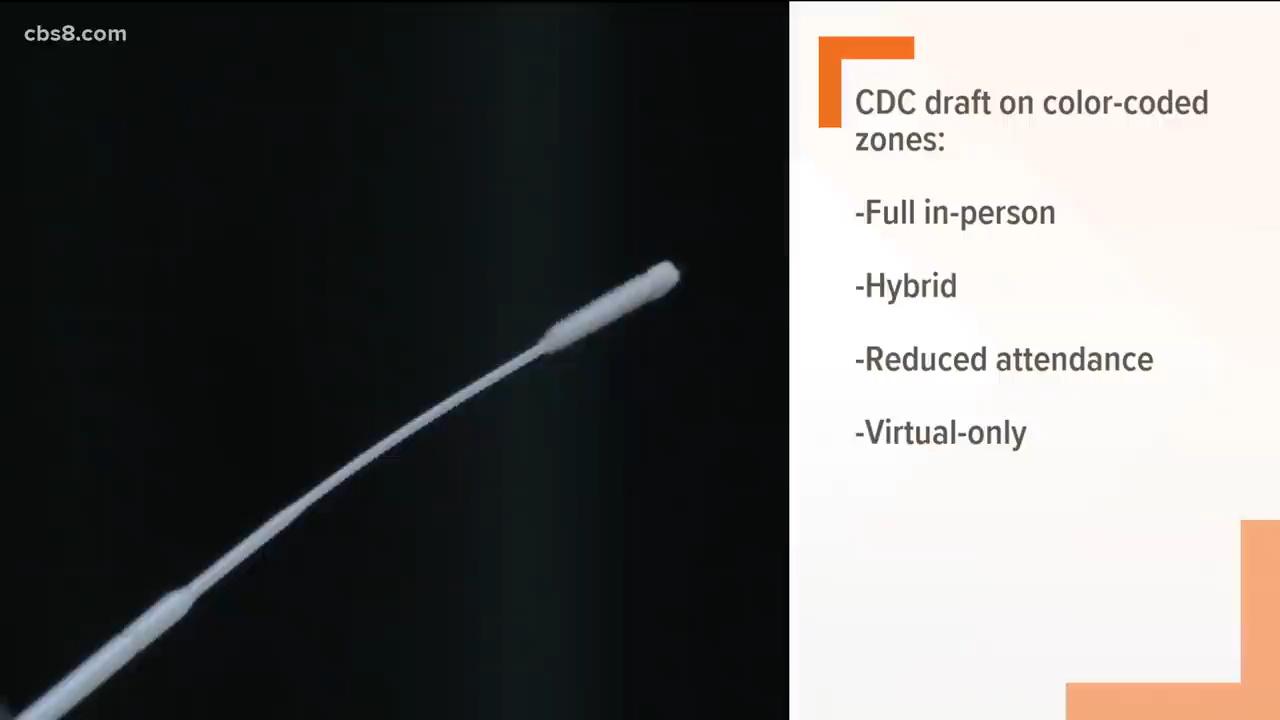 cbs8.com
CDC draft on color-coded
zones:
-Full in-person
-Hybrid
-Reduced attendance
-Virtual-only